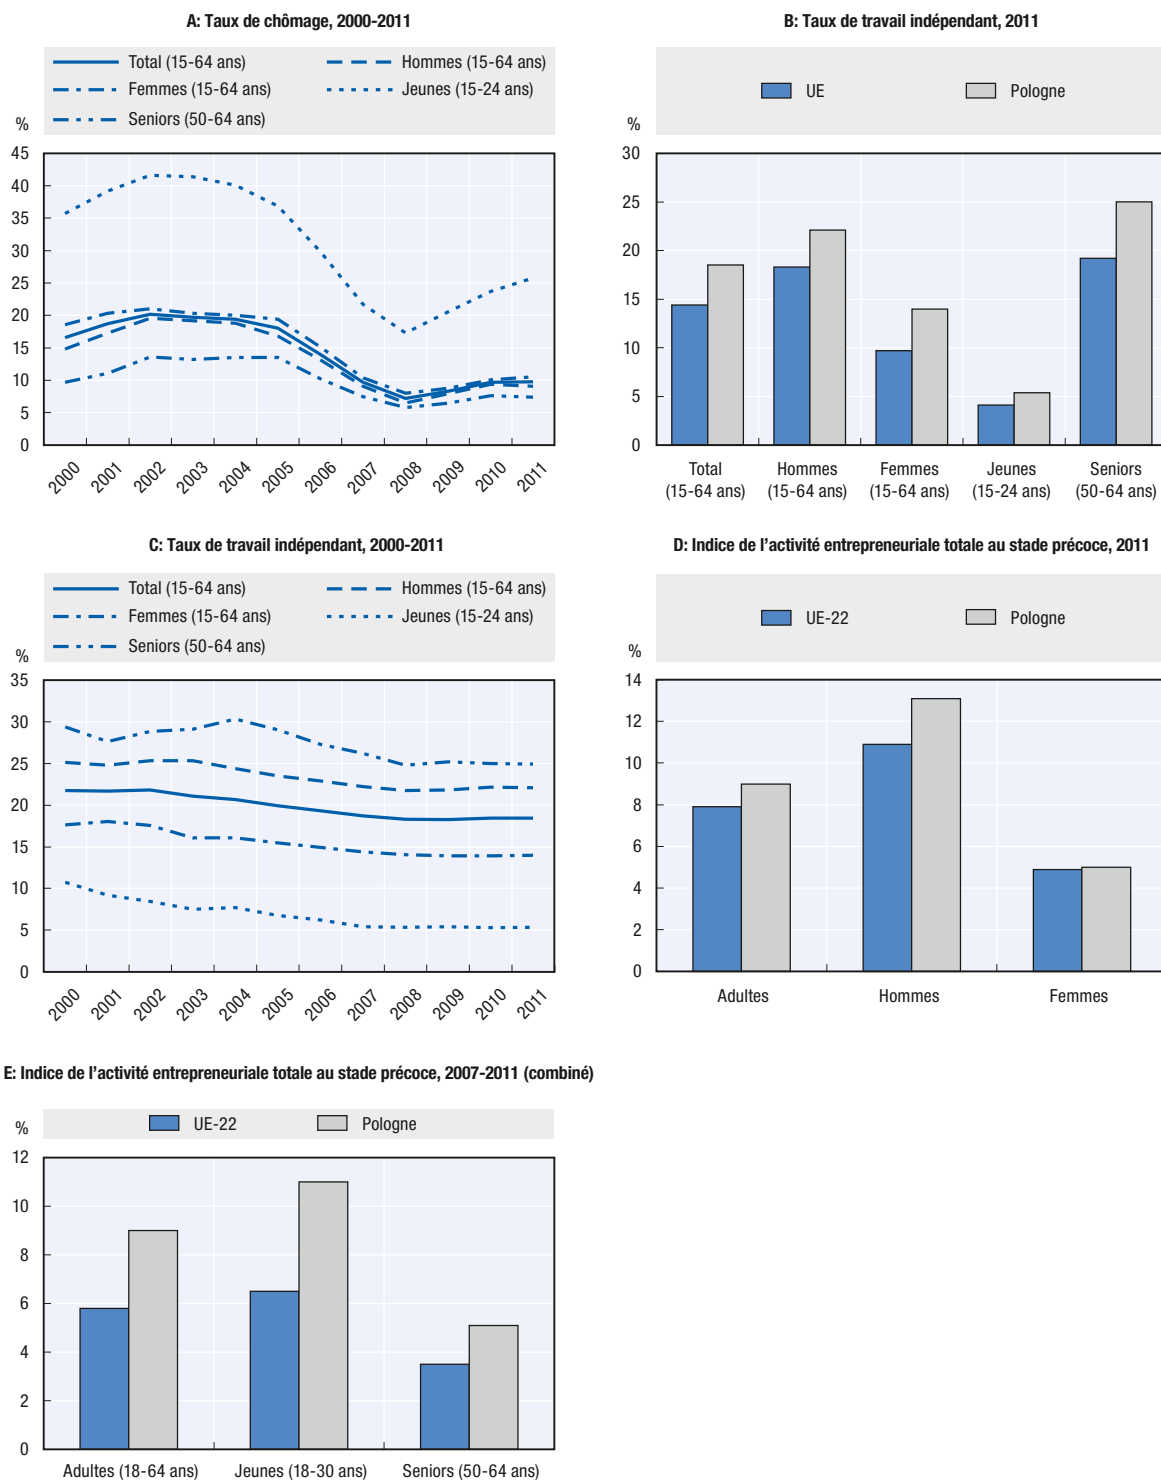 A: Taux de chômage, 2000-2011
Total (15-64 ans)
Hommes (15-64 ans)
Femmes (15-64 ans)
Jeunes (15-24 ans)
Seniors (50-64 ans)
%
45
40
35
30
25
20
15
10
5
0
2000
2001
2002
2003
2004
2005
2006
2007
2008
2009
2010
2011
B: Taux de travail indépendant, 2011
UE
Pologne
%
30
25
20
15
10
5
0
Total
(15-64 ans)
Hommes
(15-64 ans)
Femmes
(15-64 ans)
Jeunes
(15-24 ans)
Seniors
(50-64 ans)
C: Taux de travail indépendant, 2000-2011
Total (15-64 ans)
Hommes (15-64 ans)
Femmes (15-64 ans)
Jeunes (15-24 ans)
Seniors (50-64 ans)
%
35
30
25
20
15
10
5
0
2000
2001
2002
2003
2004
2005
2006
2007
2008
2009
2010
2011
D: Indice de l’activité entrepreneuriale totale au stade précoce, 2011
UE-22
Pologne
%
14
12
10
8
6
4
2
0
Adultes
Hommes
Femmes
E: Indice de l’activité entrepreneuriale totale au stade précoce, 2007-2011 (combiné)
UE-22
Pologne
%
12
10
8
6
4
2
0
Adultes (18-64 ans)
Jeunes (18-30 ans)
Seniors (50-64 ans)